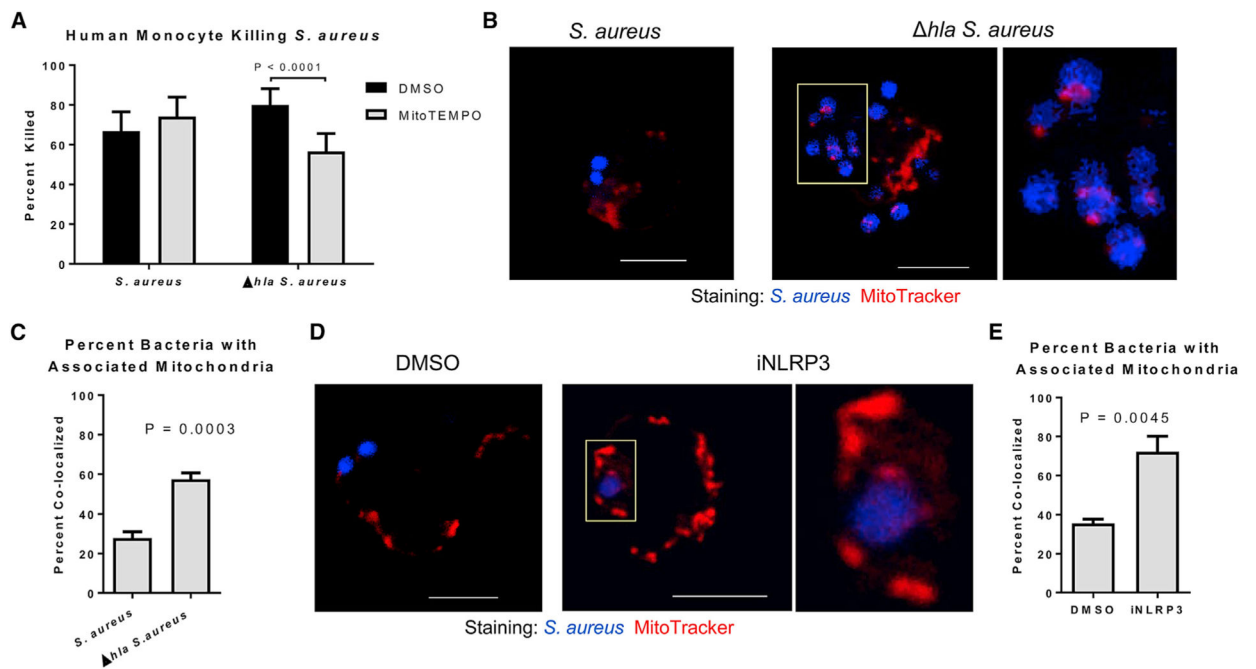 A
Human Monocyte Killing S. aureus
P < 0.0001
DMSO
MitoTEMPO
Percent Killed
100
80
60
40
20
0
S. aureus
▲hla S. aureus
B
S. aureus
Δhla S. aureus
Staining: S. aureus MitoTracker
C
Percent Bacteria with
Associated Mitochondria
P = 0.0003
Percent Co-localized
100
80
60
40
20
0
S. aureus
▲hla S.aureus
D
DMSO
iNLRP3
Staining: S. aureus MitoTracker
E
Percent Bacteria with
Associated Mitochondria
P = 0.0045
Percent Co-localized
100
80
60
40
20
0
DMSO
iNLRP3